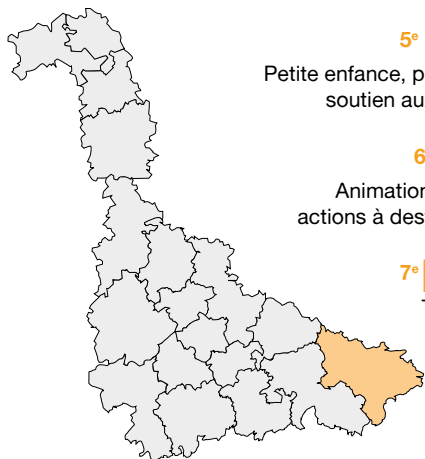 5e
Petite enfance, p
soutien au
6
Animation
actions à des
7e